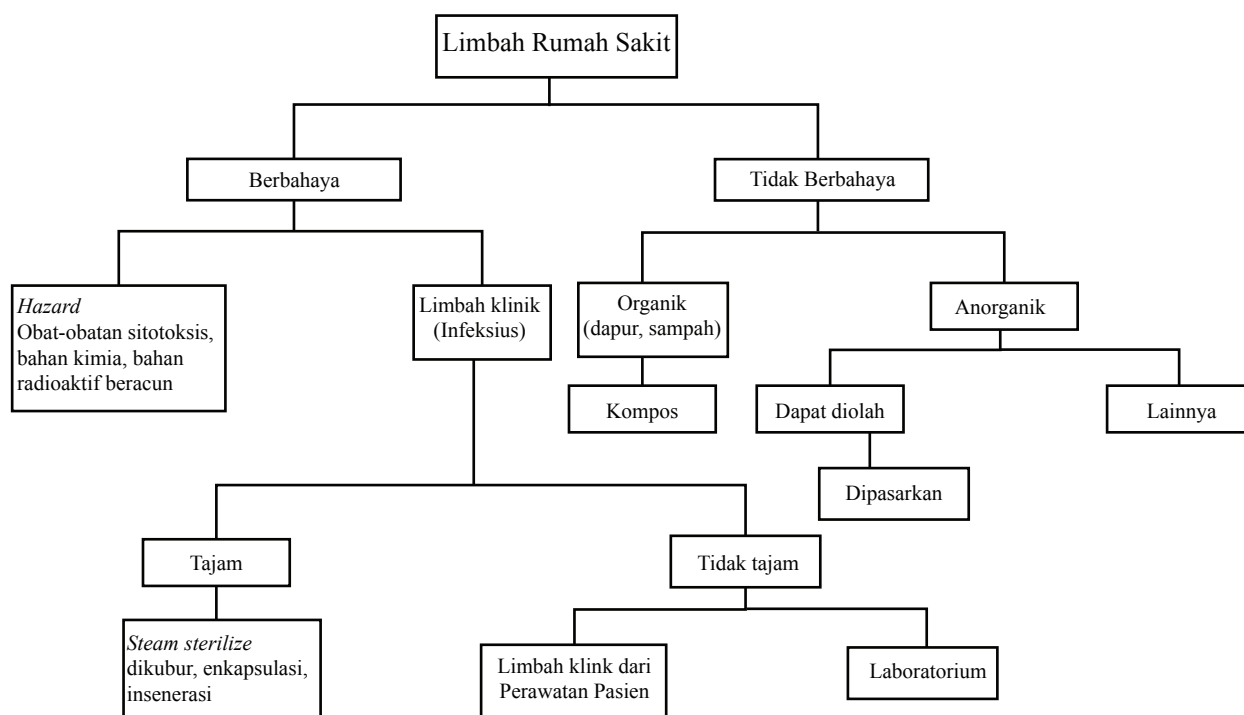 Limbah Rumah Sakit
Berbahaya
Tidak Berbahaya
Hazard
Obat-obatan sitotoksis,
bahan kimia, bahan
radioaktif beracun
Limbah klinik
(Infeksius)
Organik
(dapur, sampah)
Anorganik
Kompos
Dapat diolah
Lainnya
Dipasarkan
Tajam
Tidak tajam
Steam sterilize
dikubur, enkapsulasi,
insenerasi
Limbah klink dari
Perawatan Pasien
Laboratorium